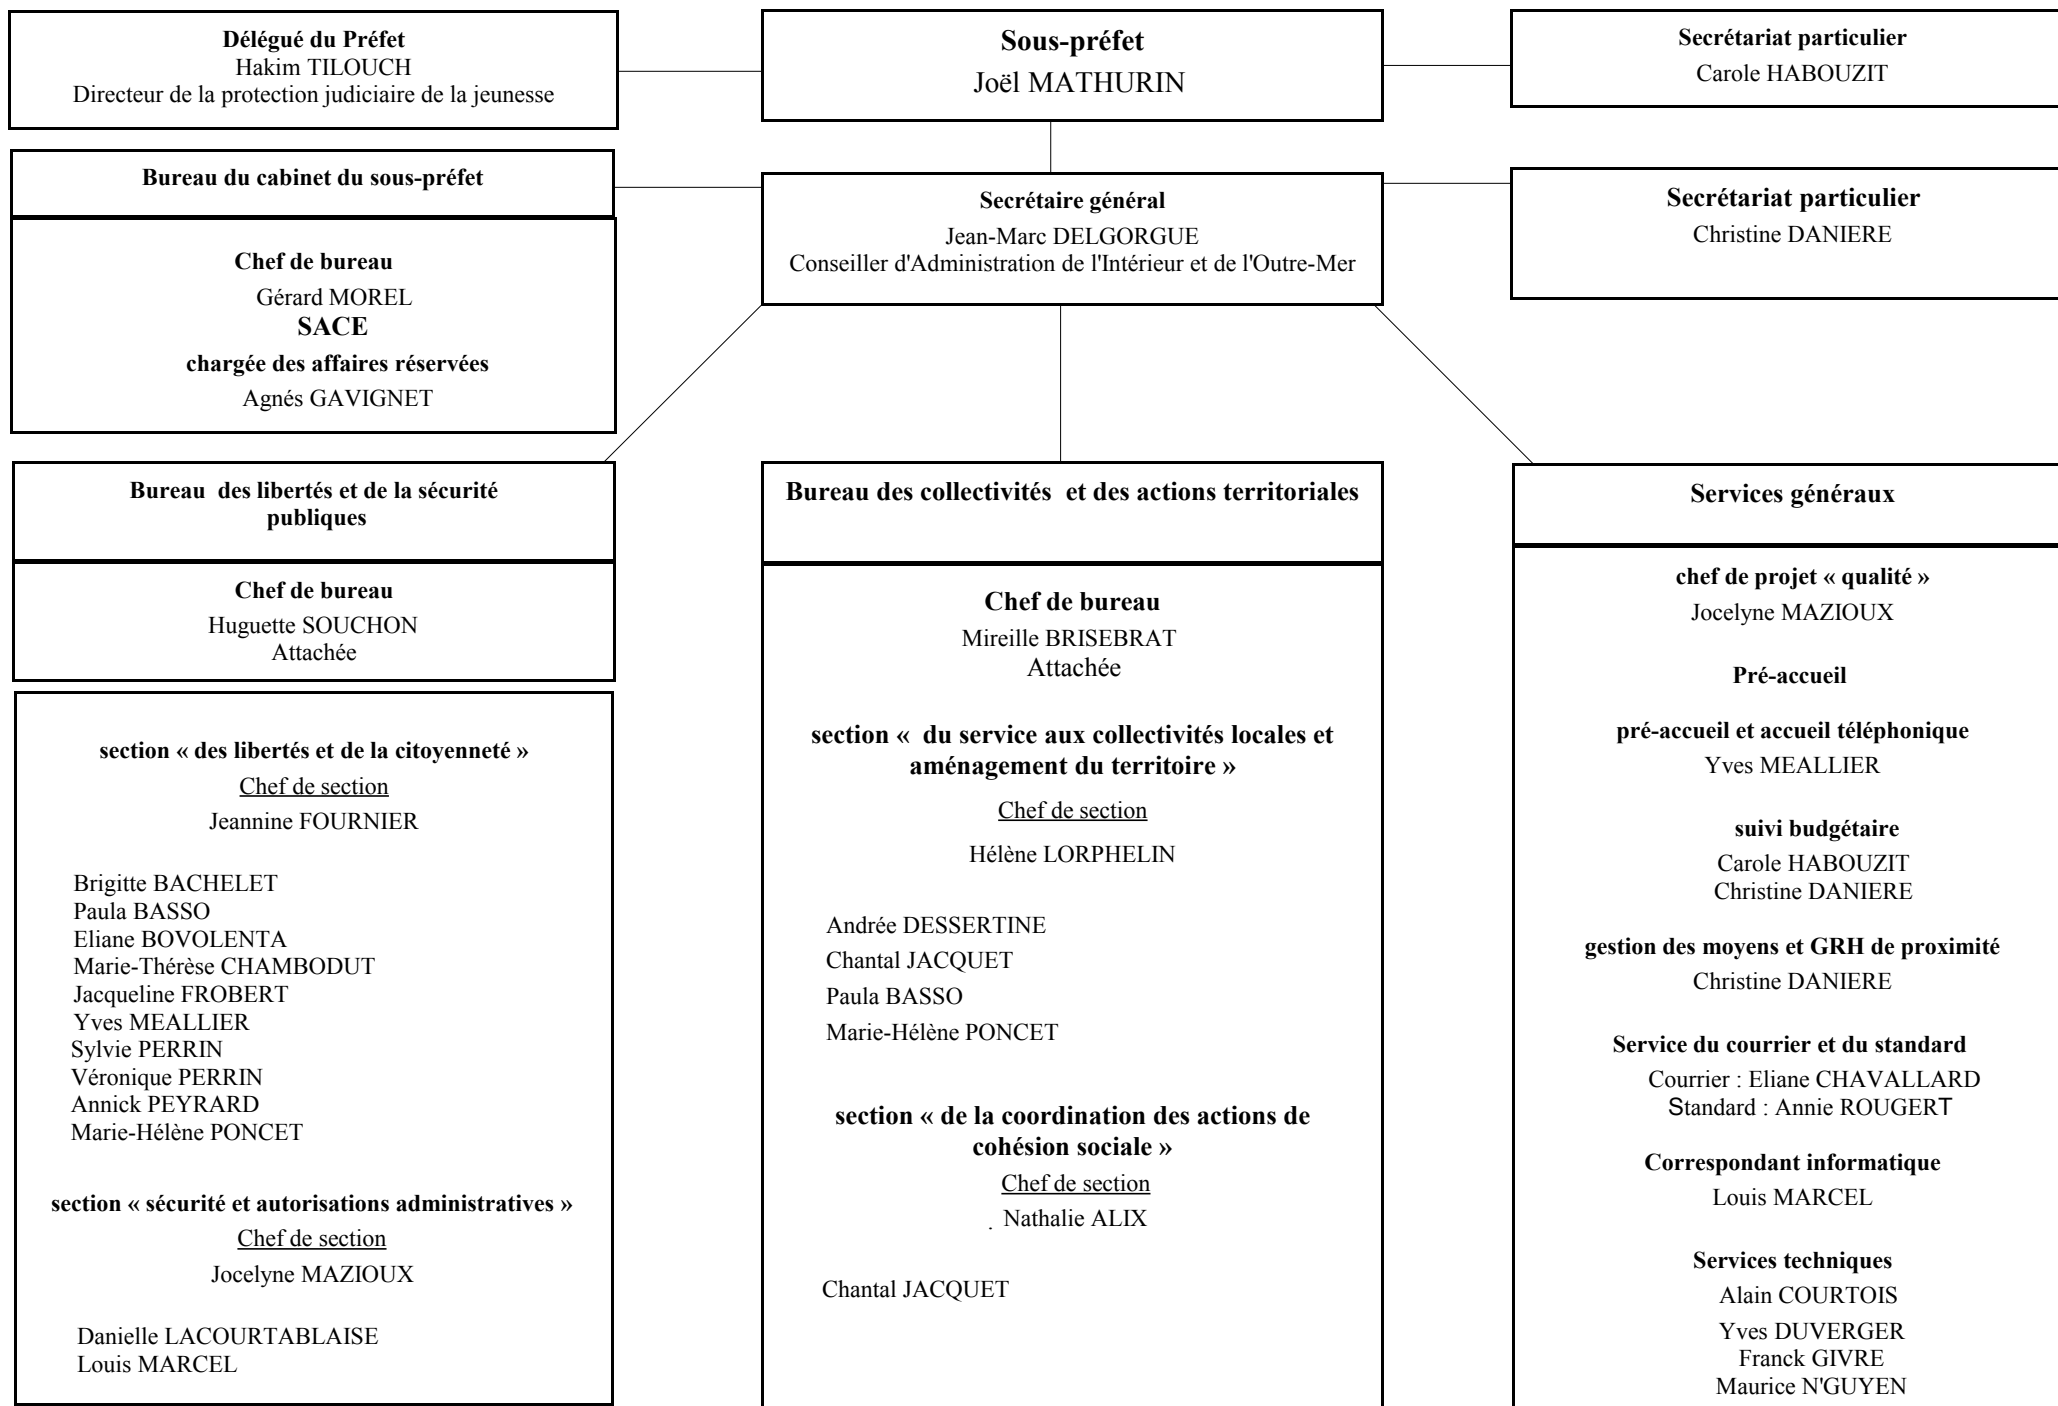 Délégué du Préfet
Hakim TILOUCH
Directeur de la protection judiciaire de la jeunesse
Sous-préfet
Joël MATHURIN
Secrétariat particulier
Carole HABOUZIT
Bureau du cabinet du sous-préfet
Chef de bureau
Gérard MOREL
SACE
chargée des affaires réservées
Agnés GAVIGNET
Secrétaire général
Jean-Marc DELGORGUE
Conseiller d'Administration de l'Intérieur et de l'Outre-Mer
Secrétariat particulier
Christine DANIERE
Bureau des libertés et de la sécurité
publiques
Chef de bureau
Huguette SOUCHON
Attachée
section « des libertés et de la citoyenneté »
Chef de section
Jeannine FOURNIER
Brigitte BACHELET
Paula BASSO
Eliane BOVOLENTA
Marie-Thérèse CHAMBODUT
Jacqueline FROBERT
Yves MEALLIER
Sylvie PERRIN
Véronique PERRIN
Annick PEYRARD
Marie-Hélène PONCET
section « sécurité et autorisations administratives »
Chef de section
Jocelyne MAZIOUX
Danielle LACOURTABLAISE
Louis MARCEL
Bureau des collectivités et des actions territoriales
Chef de bureau
Mireille BRISEBRAT
Attachée
section « du service aux collectivités locales et
aménagement du territoire »
Chef de section
Hélène LORPHELIN
Andrée DESSERTINE
Chantal JACQUET
Paula BASSO
Marie-Hélène PONCET
section « de la coordination des actions de
cohésion sociale »
Chef de section
. Nathalie ALIX
Chantal JACQUET
Services généraux
chef de projet « qualité »
Jocelyne MAZIOUX
Pré-accueil
pré-accueil et accueil téléphonique
Yves MEALLIER
suivi budgétaire
Carole HABOUZIT
Christine DANIERE
gestion des moyens et GRH de proximité
Christine DANIERE
Service du courrier et du standard
Courrier : Eliane CHAVALLARD
Standard : Annie ROUGERT
Correspondant informatique
Louis MARCEL
Services techniques
Alain COURTOIS
Yves DUVERGER
Franck GIVRE
Maurice N'GUYEN